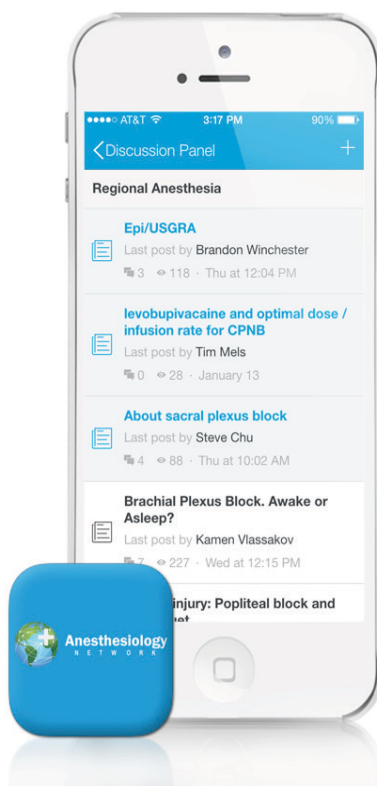 AT&T 3:17 PM 90%
Discussion Panel +
Regional Anesthesia
Epi/USGRA
Last post by Brandon Winchester
3 118 · Thu at 12:04 PM
levobupivacaine and optimal dose /
infusion rate for CPNB
Last post by Tim Mels
0 28 · January 13
About sacral plexus block
Last post by Steve Chu
4 88 · Thu at 10:02 AM
Brachial Plexus Block. Awake or
Asleep?
Last post by Kamen Vlassakov
7 227 · Wed at 12:15 PM
injury: Popliteal block and
Anesthesiology
NETWORK